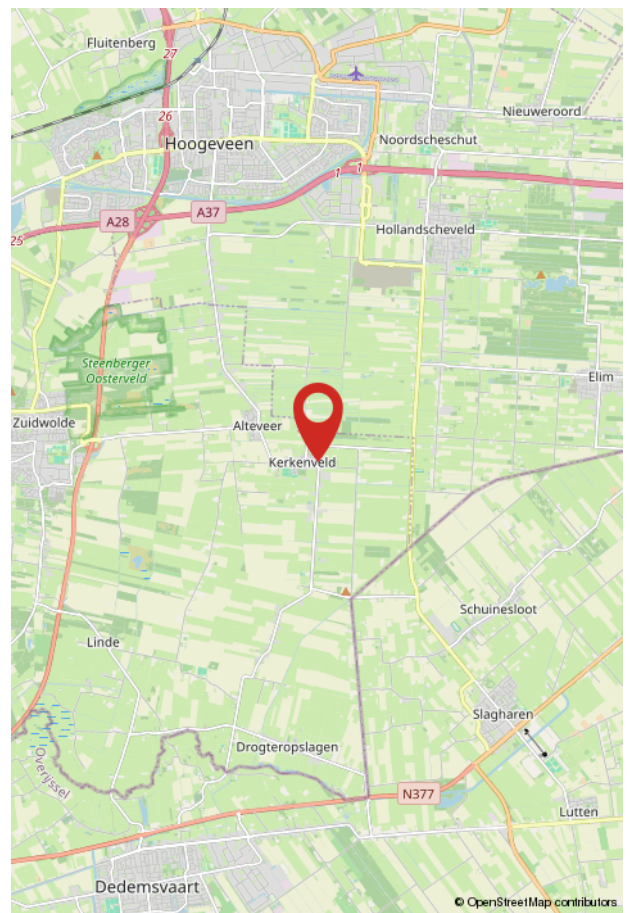 Fluitenberg
27
Nieuweroord
26
Hoogeveen
Noordscheschut
1
1
A28
A37
25
Hollandscheveld
Steenberger
Oosterveld
Elim
Zuidwolde
Alteveer
Kerkenveld
Schuinesloot
Linde
Slagharen
Drogteropslagen
Overijssel
N377
Lutten
Dedemsvaart
© OpenStreetMap contributors